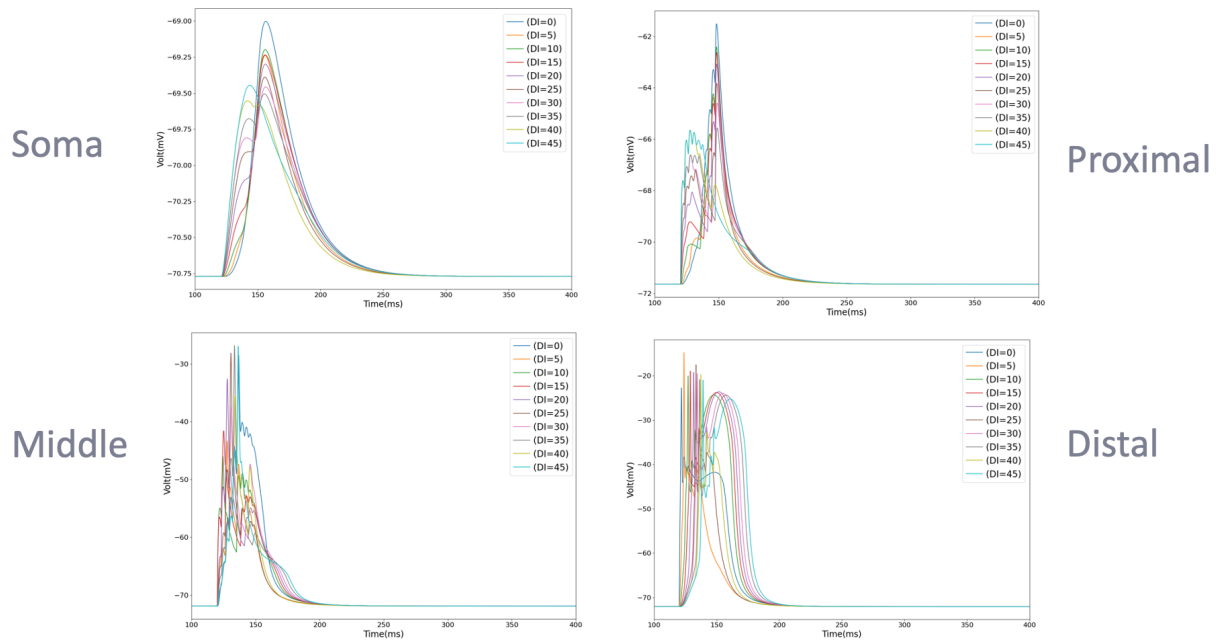 Soma
−69.00
−69.25
−69.50
−69.75
−70.00
−70.25
−70.50
−70.75
Volt(mV)
100
150
200
250
300
350
400
Time(ms)
(DI=0)
(DI=5)
(DI=10)
(DI=15)
(DI=20)
(DI=25)
(DI=30)
(DI=35)
(DI=40)
(DI=45)
Proximal
−62
−64
−66
−68
−70
−72
Volt(mV)
100
150
200
250
300
350
400
Time(ms)
(DI=0)
(DI=5)
(DI=10)
(DI=15)
(DI=20)
(DI=25)
(DI=30)
(DI=35)
(DI=40)
(DI=45)
Middle
−30
−40
−50
−60
−70
Volt(mV)
100
150
200
250
300
350
400
Time(ms)
(DI=0)
(DI=5)
(DI=10)
(DI=15)
(DI=20)
(DI=25)
(DI=30)
(DI=35)
(DI=40)
(DI=45)
Distal
−20
−30
−40
−50
−60
−70
Volt(mV)
100
150
200
250
300
350
400
Time(ms)
(DI=0)
(DI=5)
(DI=10)
(DI=15)
(DI=20)
(DI=25)
(DI=30)
(DI=35)
(DI=40)
(DI=45)